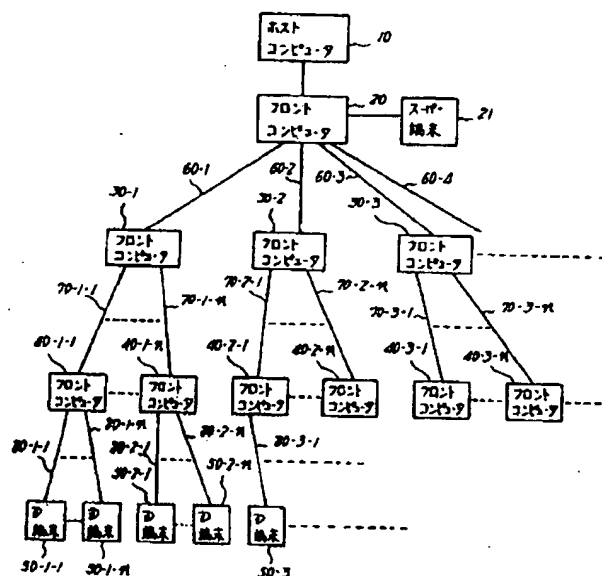 ホスト
コンピュータ
10
フロント
コンピュータ
20
スーパー
端末
21
60-1
60-2
60-3
60-4
30-1
30-2
30-3
フロント
コンピュータ
フロント
コンピュータ
フロント
コンピュータ
70-1-1
70-1-n
70-2-1
70-2-n
70-3-1
70-3-n
40-1-1
40-1-n
40-2-1
40-2-n
40-3-1
40-3-n
フロント
コンピュータ
フロント
コンピュータ
フロント
コンピュータ
フロント
コンピュータ
フロント
コンピュータ
フロント
コンピュータ
80-1-1
80-1-n
80-2-1
80-2-n
80-3-1
50-2-1
50-2-n
D
端末
D
端末
D
端末
D
端末
D
端末
50-1-1
50-1-n
50-3